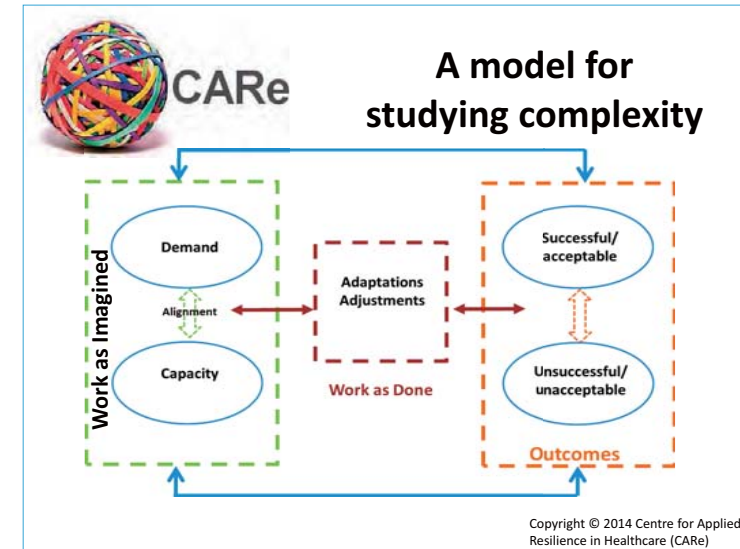 CARe
A model for
studying complexity
Work as Imagined
Demand
Alignment
Capacity
Adaptations
Adjustments
Work as Done
Successful/
acceptable
Unsuccessful/
unacceptable
Outcomes
Copyright © 2014 Centre for Applied
Resilience in Healthcare (CARe)